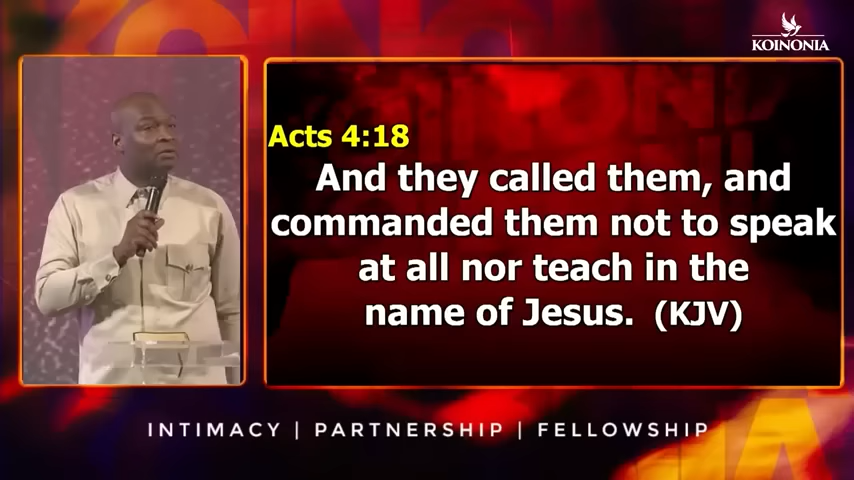 KOINONIA
Acts 4:18
And they called them, and
commanded them not to speak
at all nor teach in the
name of Jesus. (KJV)
INTIMACY | PARTNERSHIP | FELLOWSHIP